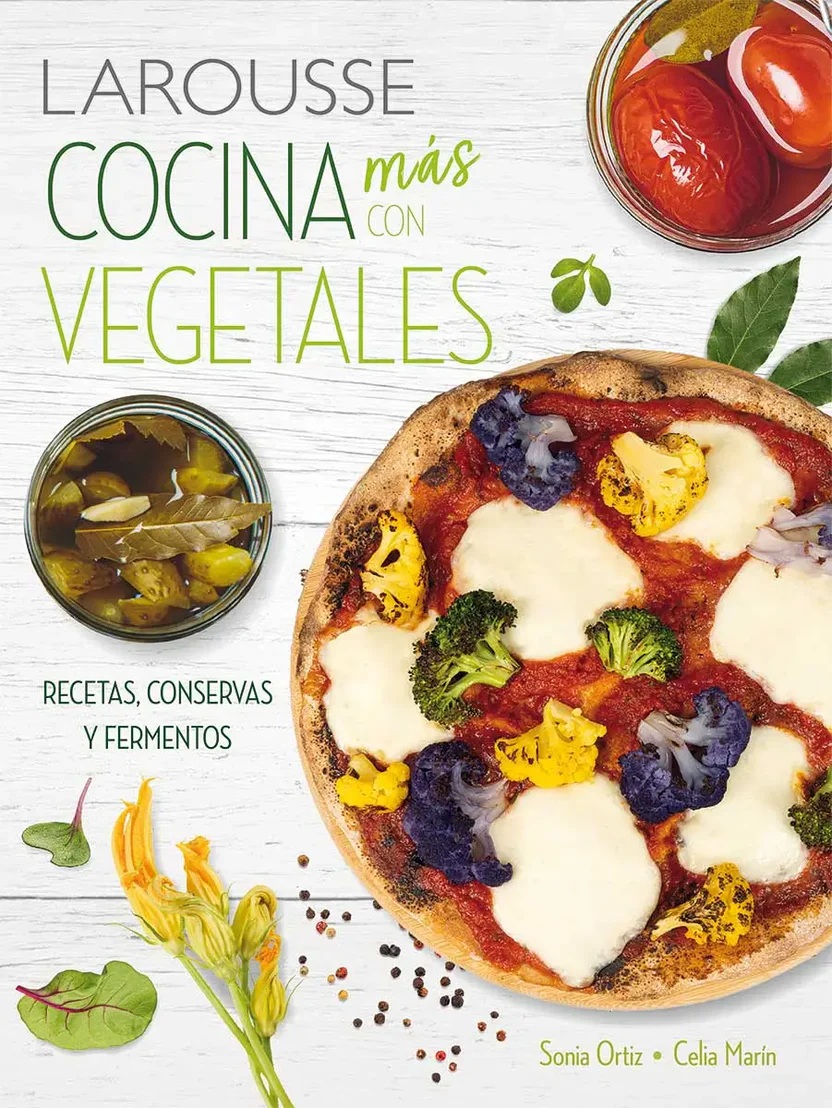 LAROUSSE
COCINA más
CON
VEGETALES
RECETAS, CONSERVAS
Y FERMENTOS
Sonia Ortiz • Celia Marín